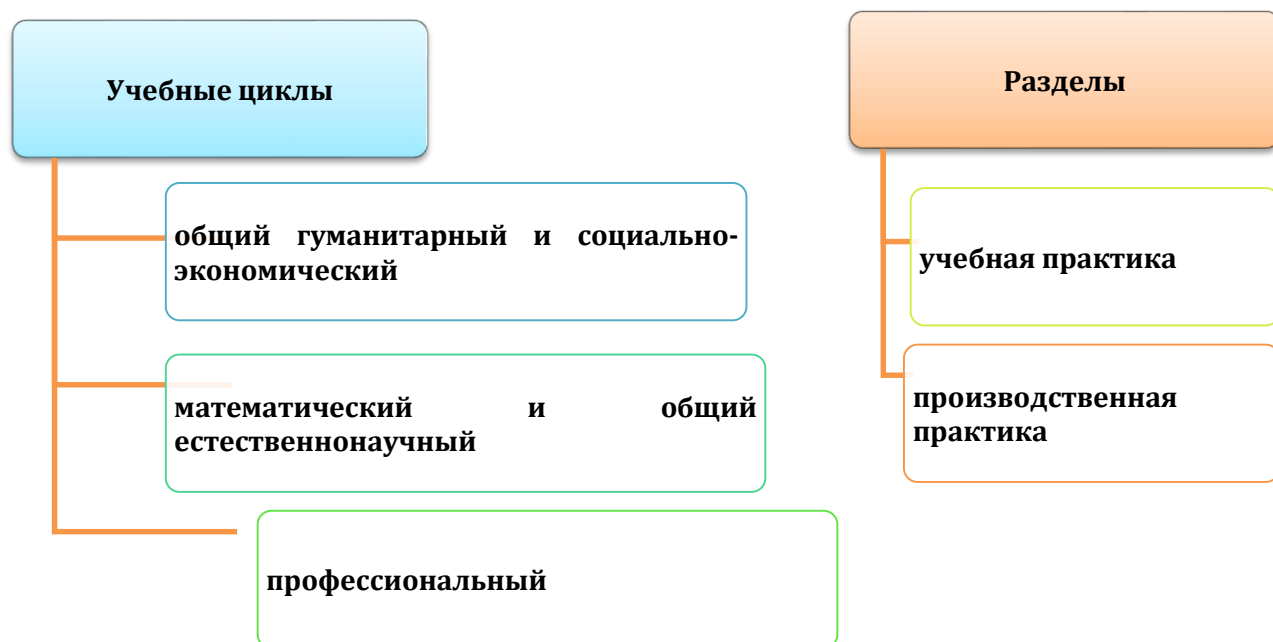 Учебные циклы
общий гуманитарный и социально-
экономический
математический и общий
естественнонаучный
профессиональный
Разделы
учебная практика
производственная
практика